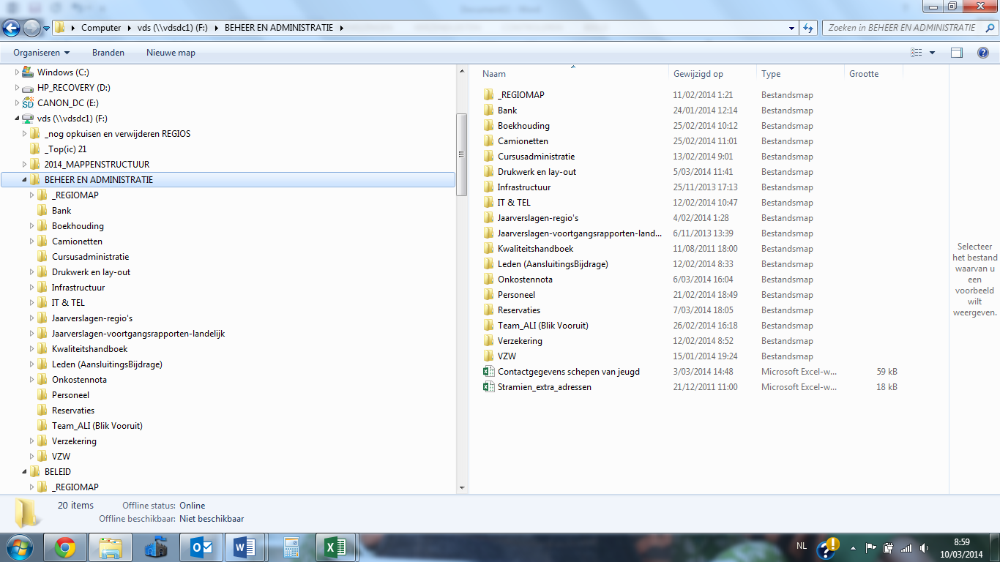 Computer vds (\\vdsdc1) (F:) BEHEER EN ADMINISTRATIE
Zoeken in BEHEER EN ADMINISTRATIE
Organiseren Branden Nieuwe map
Windows (C:)
HP_RECOVERY (D:)
CANON_DC (E:)
vds (\\vdsdc1) (F:)
_nog opkuisen en verwijderen REGIOS
_Top(ic) 21
2014_MAPPENSTRUCTUUR
BEHEER EN ADMINISTRATIE
_REGIOMAP
Bank
Boekhouding
Camionetten
Cursusadministratie
Drukwerk en lay-out
Infrastructuur
IT & TEL
Jaarverslagen-regio's
Jaarverslagen-voortgangsrapporten-landelijk
Kwaliteitshandboek
Leden (AansluitingsBijdrage)
Onkostennota
Personeel
Reservaties
Team_ALI (Blik Vooruit)
Verzekering
VZW
BELEID
_REGIOMAP
Naam Gewijzigd op Type Grootte
_REGIOMAP 11/02/2014 1:21 Bestandsmap
Bank 24/01/2014 12:14 Bestandsmap
Boekhouding 25/02/2014 10:12 Bestandsmap
Camionetten 25/02/2014 11:01 Bestandsmap
Cursusadministratie 13/02/2014 9:01 Bestandsmap
Drukwerk en lay-out 5/03/2014 11:41 Bestandsmap
Infrastructuur 25/11/2013 17:13 Bestandsmap
IT & TEL 12/02/2014 10:47 Bestandsmap
Jaarverslagen-regio's 4/02/2014 1:28 Bestandsmap
Jaarverslagen-voortgangsrapporten-land... 6/11/2013 13:39 Bestandsmap
Kwaliteitshandboek 11/08/2011 18:00 Bestandsmap
Leden (AansluitingsBijdrage) 12/02/2014 8:33 Bestandsmap
Onkostennota 6/03/2014 16:04 Bestandsmap
Personeel 21/02/2014 18:49 Bestandsmap
Reservaties 7/03/2014 18:05 Bestandsmap
Team_ALI (Blik Vooruit) 26/02/2014 16:18 Bestandsmap
Verzekering 12/02/2014 8:52 Bestandsmap
VZW 15/01/2014 19:24 Bestandsmap
Contactgegevens schepen van jeugd 3/03/2014 14:48 Microsoft Excel-w... 59 kB
Stramien_extra_adressen 21/12/2011 11:00 Microsoft Excel-w... 18 kB
Selecteer
het bestand
waarvan u
een
voorbeeld
wilt
weergeven.
20 items Offline status: Online
Offline beschikbaar: Niet beschikbaar
NL
8:59
10/03/2014